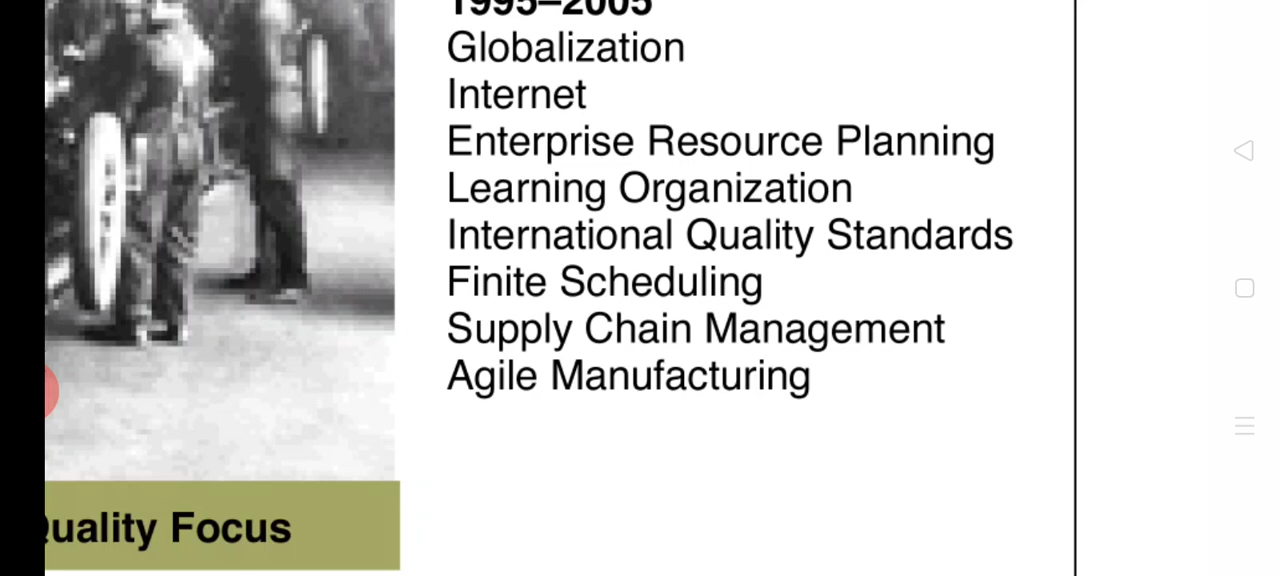 1995–2005
Globalization
Internet
Enterprise Resource Planning
Learning Organization
International Quality Standards
Finite Scheduling
Supply Chain Management
Agile Manufacturing
Quality Focus